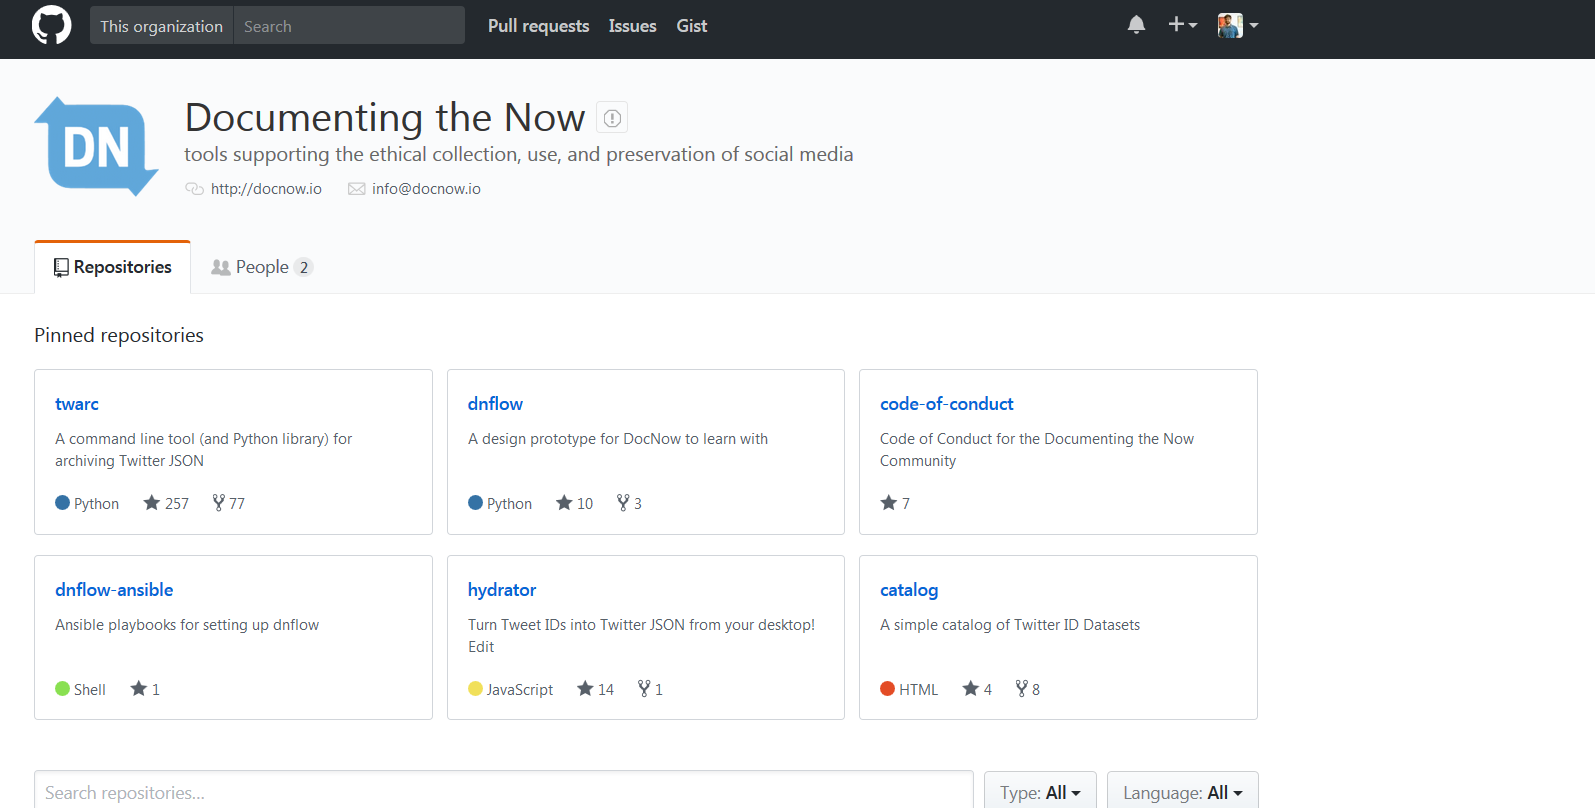 This organization Search Pull requests Issues Gist
DN
Documenting the Now
tools supporting the ethical collection, use, and preservation of social media
http://docnow.io info@docnow.io
Repositories People 2
Pinned repositories
twarc
A command line tool (and Python library) for
archiving Twitter JSON
Python 257 77
dnflow
A design prototype for DocNow to learn with
Python 10 3
code-of-conduct
Code of Conduct for the Documenting the Now
Community
7
dnflow-ansible
Ansible playbooks for setting up dnflow
Shell 1
hydrator
Turn Tweet IDs into Twitter JSON from your desktop!
Edit
JavaScript 14 1
catalog
A simple catalog of Twitter ID Datasets
HTML 4 8
Search repositories... Type: All Language: All